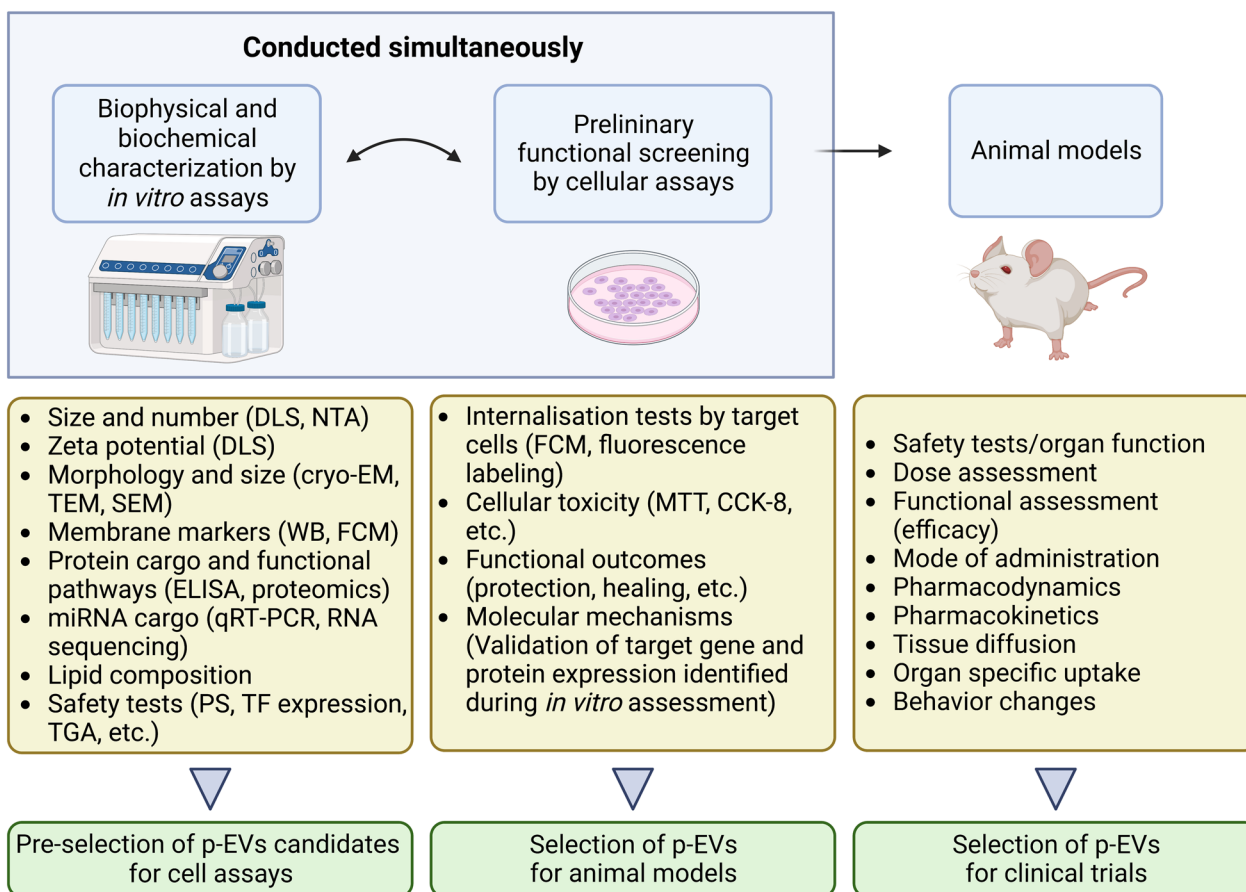 Conducted simultaneously
Biophysical and
biochemical
characterization by
in vitro assays
Prelininary
functional screening
by cellular assays
Animal models
• Size and number (DLS, NTA)
• Zeta potential (DLS)
• Morphology and size (cryo-EM,
TEM, SEM)
• Membrane markers (WB, FCM)
• Protein cargo and functional
pathways (ELISA, proteomics)
• miRNA cargo (qRT-PCR, RNA
sequencing)
• Lipid composition
• Safety tests (PS, TF expression,
TGA, etc.)
• Internalisation tests by target
cells (FCM, fluorescence
labeling)
• Cellular toxicity (MTT, CCK-8,
etc.)
• Functional outcomes
(protection, healing, etc.)
• Molecular mechanisms
(Validation of target gene and
protein expression identified
during in vitro assessment)
• Safety tests/organ function
• Dose assessment
• Functional assessment
(efficacy)
• Mode of administration
• Pharmacodynamics
• Pharmacokinetics
• Tissue diffusion
• Organ specific uptake
• Behavior changes
Pre-selection of p-EVs candidates
for cell assays
Selection of p-EVs
for animal models
Selection of p-EVs
for clinical trials